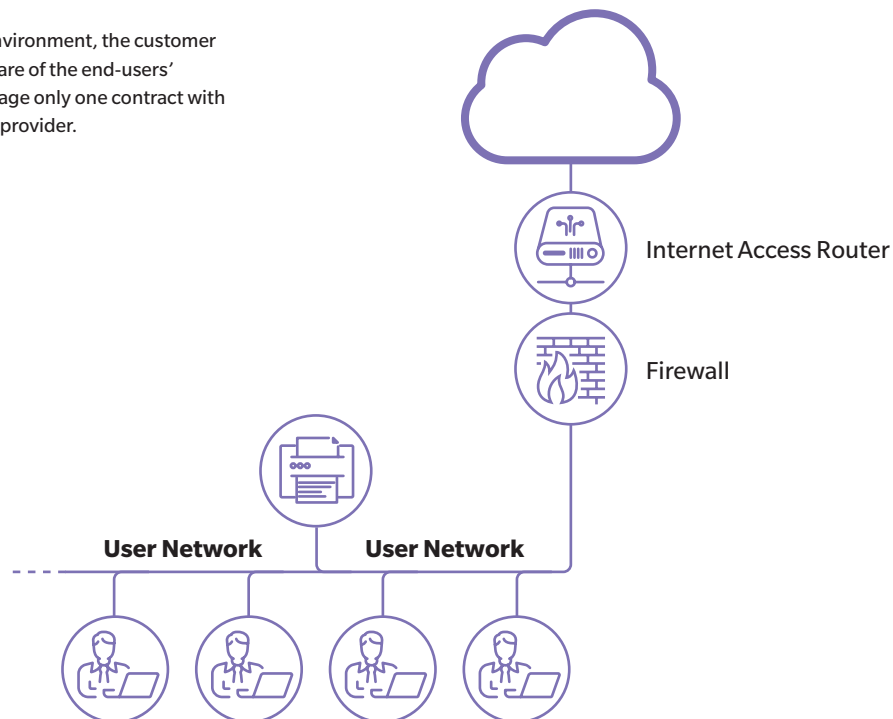 nvironment, the customer
are of the end-users’
age only one contract with
provider.
Internet Access Router
Firewall
User Network User Network